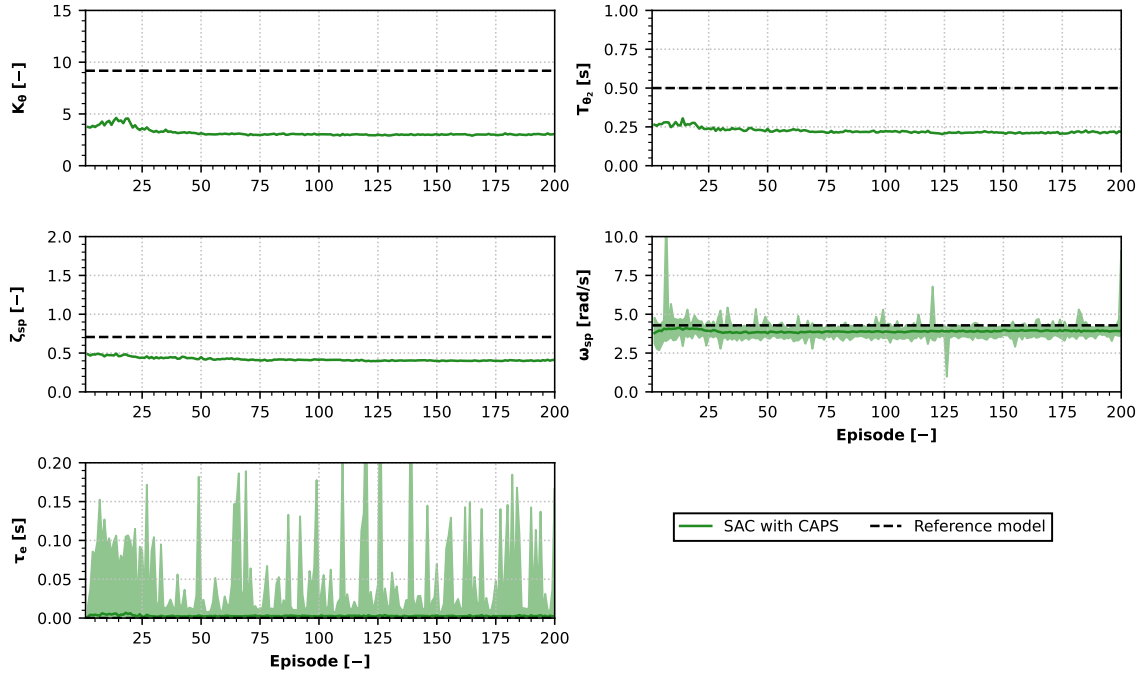 K_θ [−]
15
10
5
0
25 50 75 100 125 150 175 200
T_θ₂ [s]
1.00
0.75
0.50
0.25
0.00
25 50 75 100 125 150 175 200
ζ_sp [−]
2.0
1.5
1.0
0.5
0.0
25 50 75 100 125 150 175 200
ω_sp [rad/s]
10.0
7.5
5.0
2.5
0.0
25 50 75 100 125 150 175 200
Episode [−]
τ_e [s]
0.20
0.15
0.10
0.05
0.00
25 50 75 100 125 150 175 200
Episode [−]
SAC with CAPS
Reference model